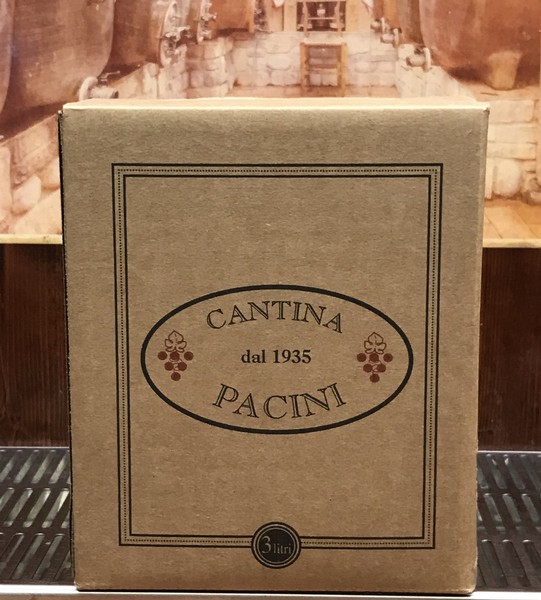 CANTINA
dal 1935
PACINI
3 litri